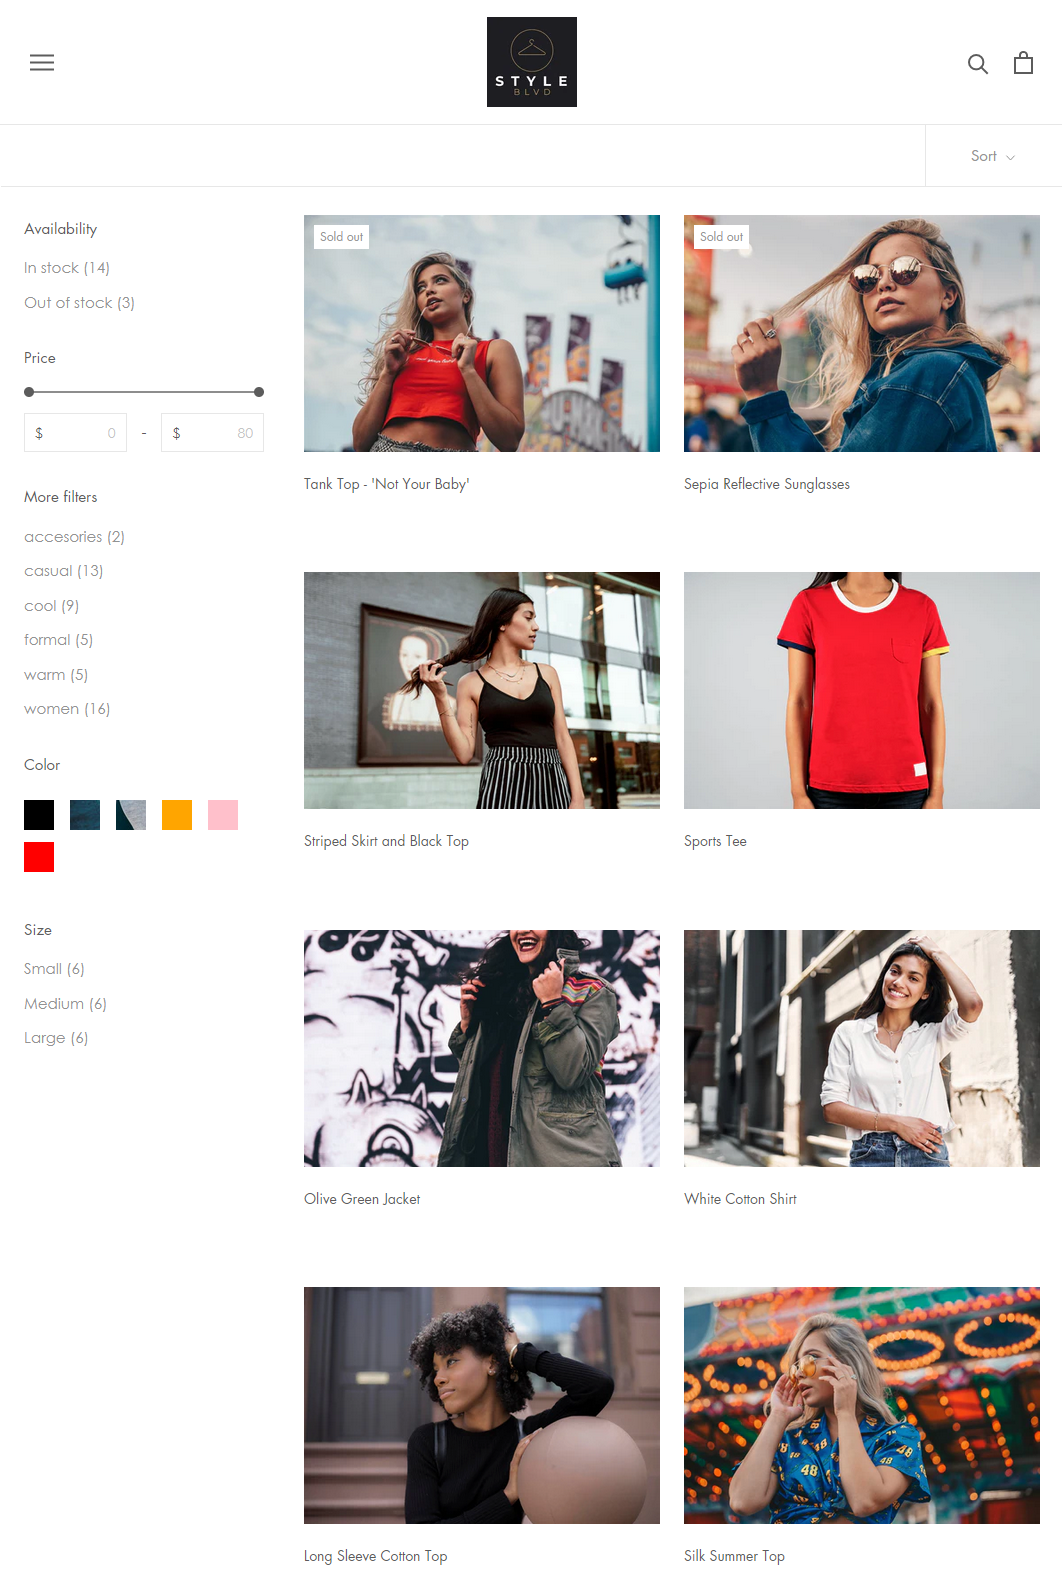 STYLE
BLVD
Sort
Availability
In stock (14)
Out of stock (3)
Price
$ 0 - $ 80
More filters
accesories (2)
casual (13)
cool (9)
formal (5)
warm (5)
women (16)
Color
Size
Small (6)
Medium (6)
Large (6)
Sold out
Sold out
Tank Top - 'Not Your Baby'
Sepia Reflective Sunglasses
Striped Skirt and Black Top
Sports Tee
Olive Green Jacket
White Cotton Shirt
48
48
48
Long Sleeve Cotton Top
Silk Summer Top